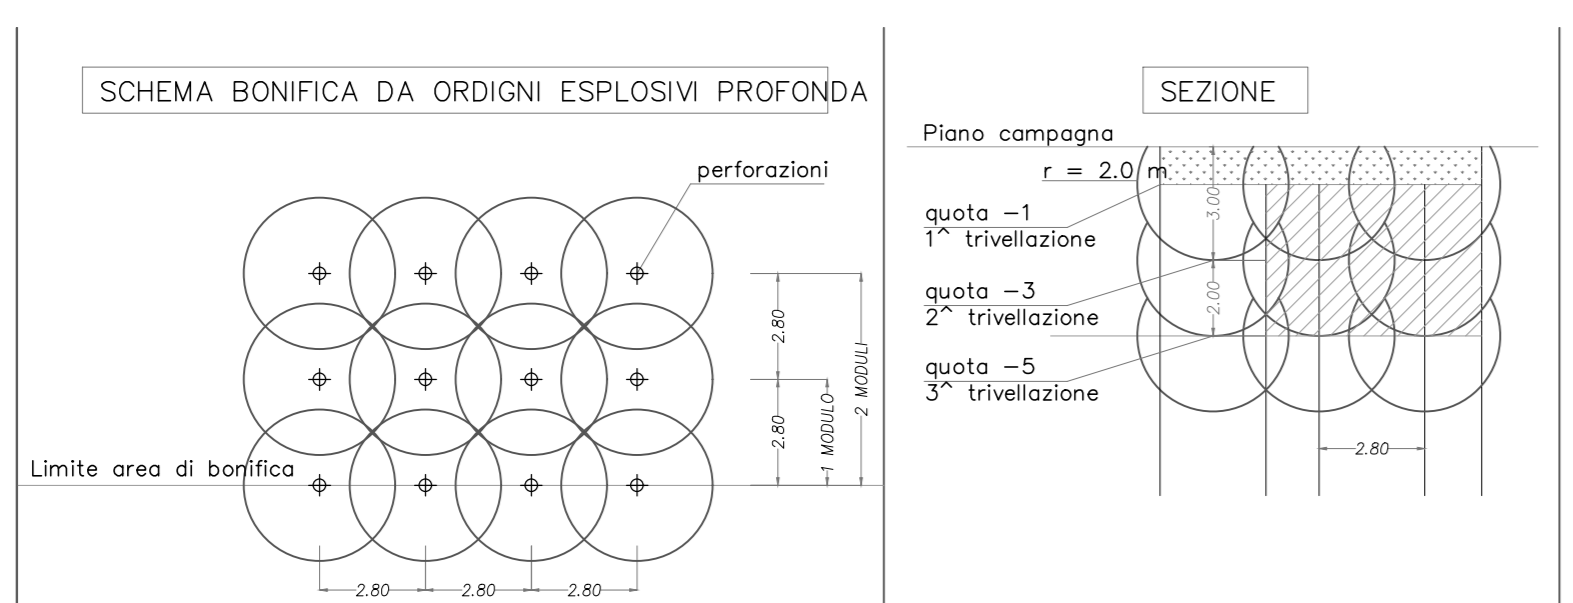 SCHEMA BONIFICA DA ORDIGNI ESPLOSIVI PROFONDA
perforazioni
2.80
2.80
1 MODULO
2 MODULI
Limite area di bonifica
2.80
2.80
2.80
SEZIONE
Piano campagna
r = 2.0 m
3.00
quota -1
1^ trivellazione
2.00
quota -3
2^ trivellazione
quota -5
3^ trivellazione
2.80